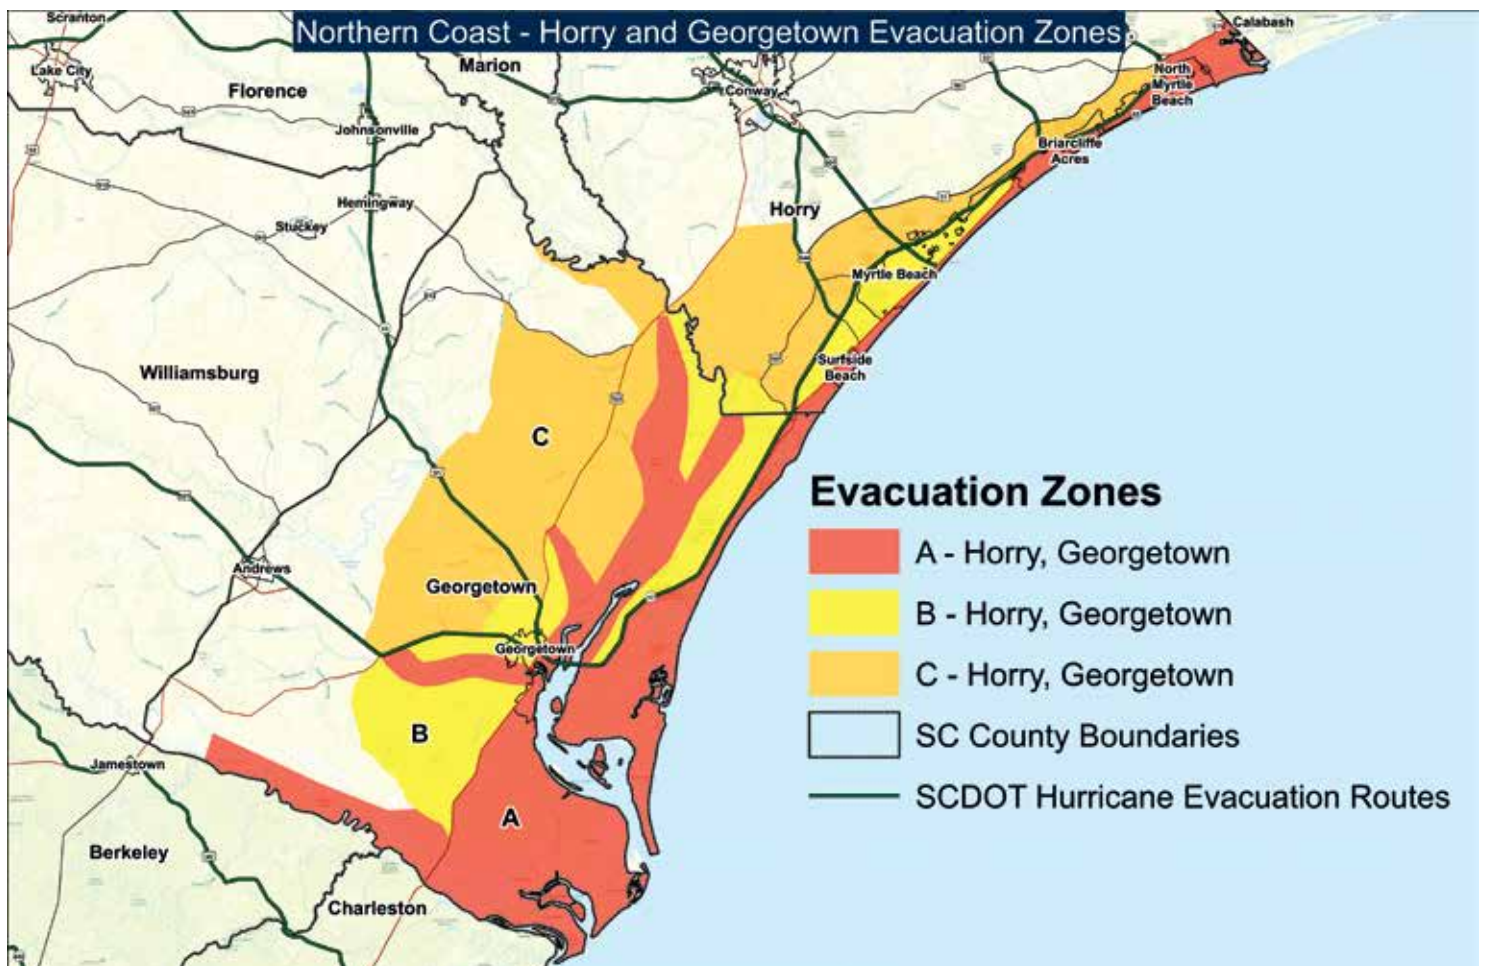 Northern Coast - Horry and Georgetown Evacuation Zones
Scranton
Calabash
Lake City
Marion
North
Myrtle
Beach
Florence
Conway
Johnsonville
Briarcliffe
Acres
Hemingway
Horry
Stuckey
Myrtle Beach
Surfside
Beach
Williamsburg
C
Evacuation Zones
A - Horry, Georgetown
B - Horry, Georgetown
C - Horry, Georgetown
SC County Boundaries
SCDOT Hurricane Evacuation Routes
Andrews
Georgetown
Georgetown
B
Jamestown
A
Berkeley
Charleston